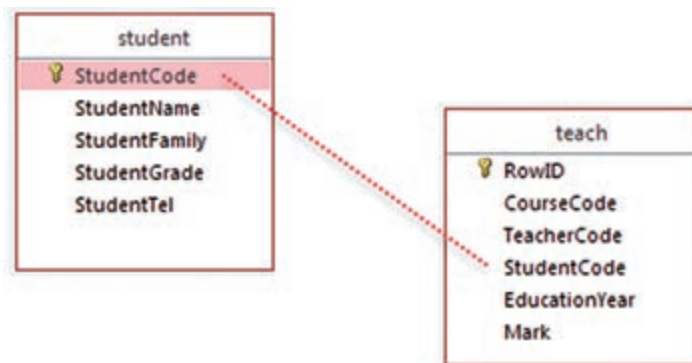 student
StudentCode
StudentName
StudentFamily
StudentGrade
StudentTel
teach
RowID
CourseCode
TeacherCode
StudentCode
EducationYear
Mark